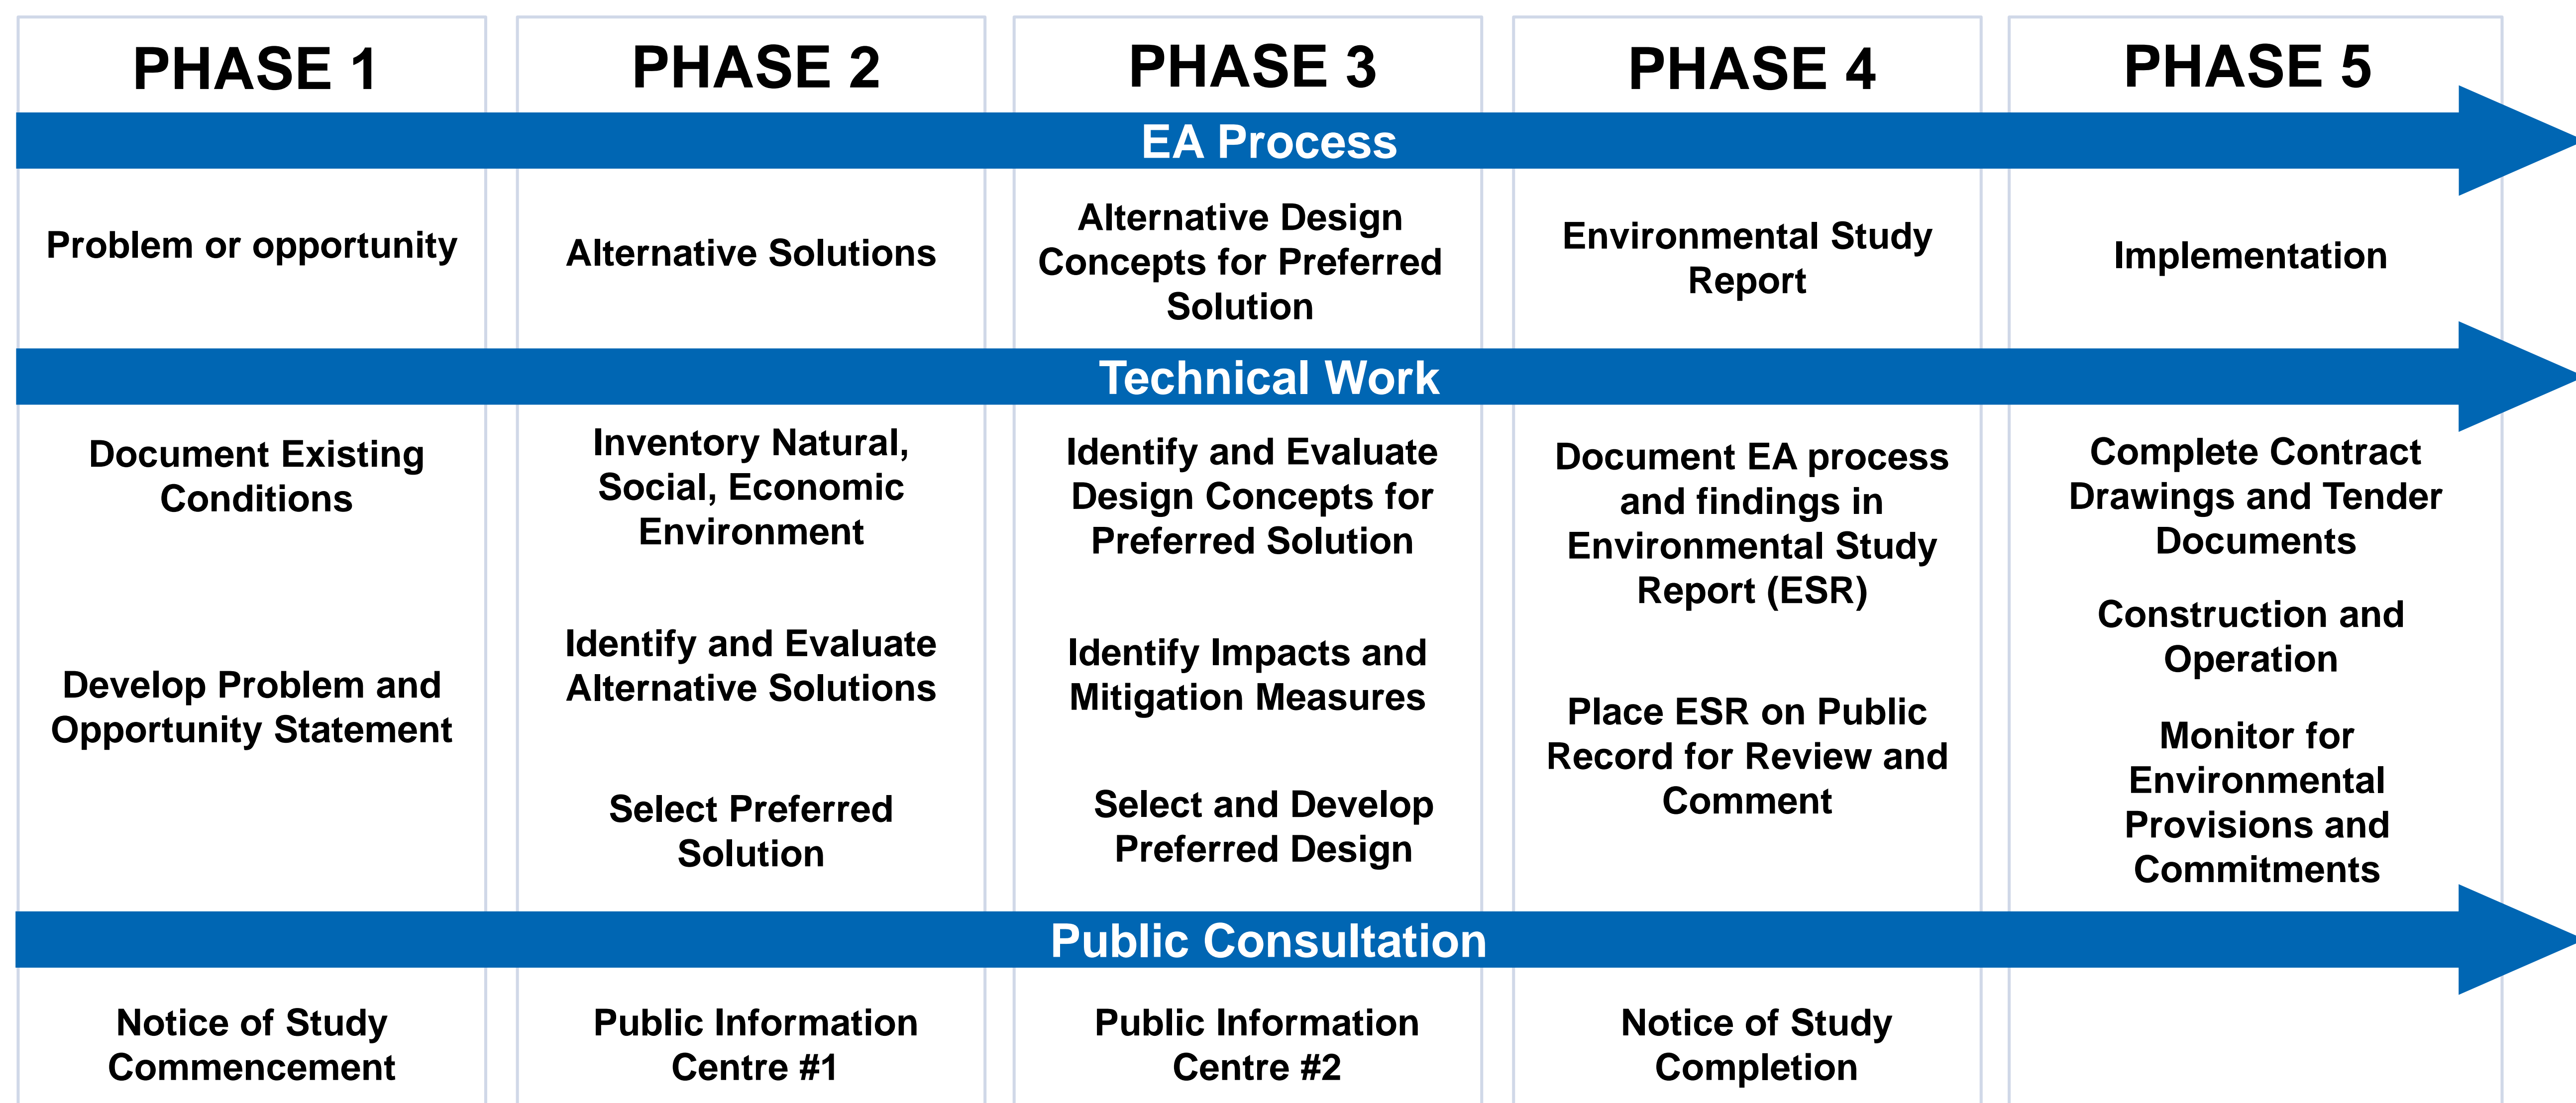 PHASE 1
PHASE 2
PHASE 3
PHASE 4
PHASE 5
EA Process
Problem or opportunity
Alternative Solutions
Alternative Design
Concepts for Preferred
Solution
Environmental Study
Report
Implementation
Technical Work
Document Existing
Conditions
Develop Problem and
Opportunity Statement
Inventory Natural,
Social, Economic
Environment
Identify and Evaluate
Alternative Solutions
Select Preferred
Solution
Identify and Evaluate
Design Concepts for
Preferred Solution
Identify Impacts and
Mitigation Measures
Select and Develop
Preferred Design
Document EA process
and findings in
Environmental Study
Report (ESR)
Place ESR on Public
Record for Review and
Comment
Complete Contract
Drawings and Tender
Documents
Construction and
Operation
Monitor for
Environmental
Provisions and
Commitments
Public Consultation
Notice of Study
Commencement
Public Information
Centre #1
Public Information
Centre #2
Notice of Study
Completion